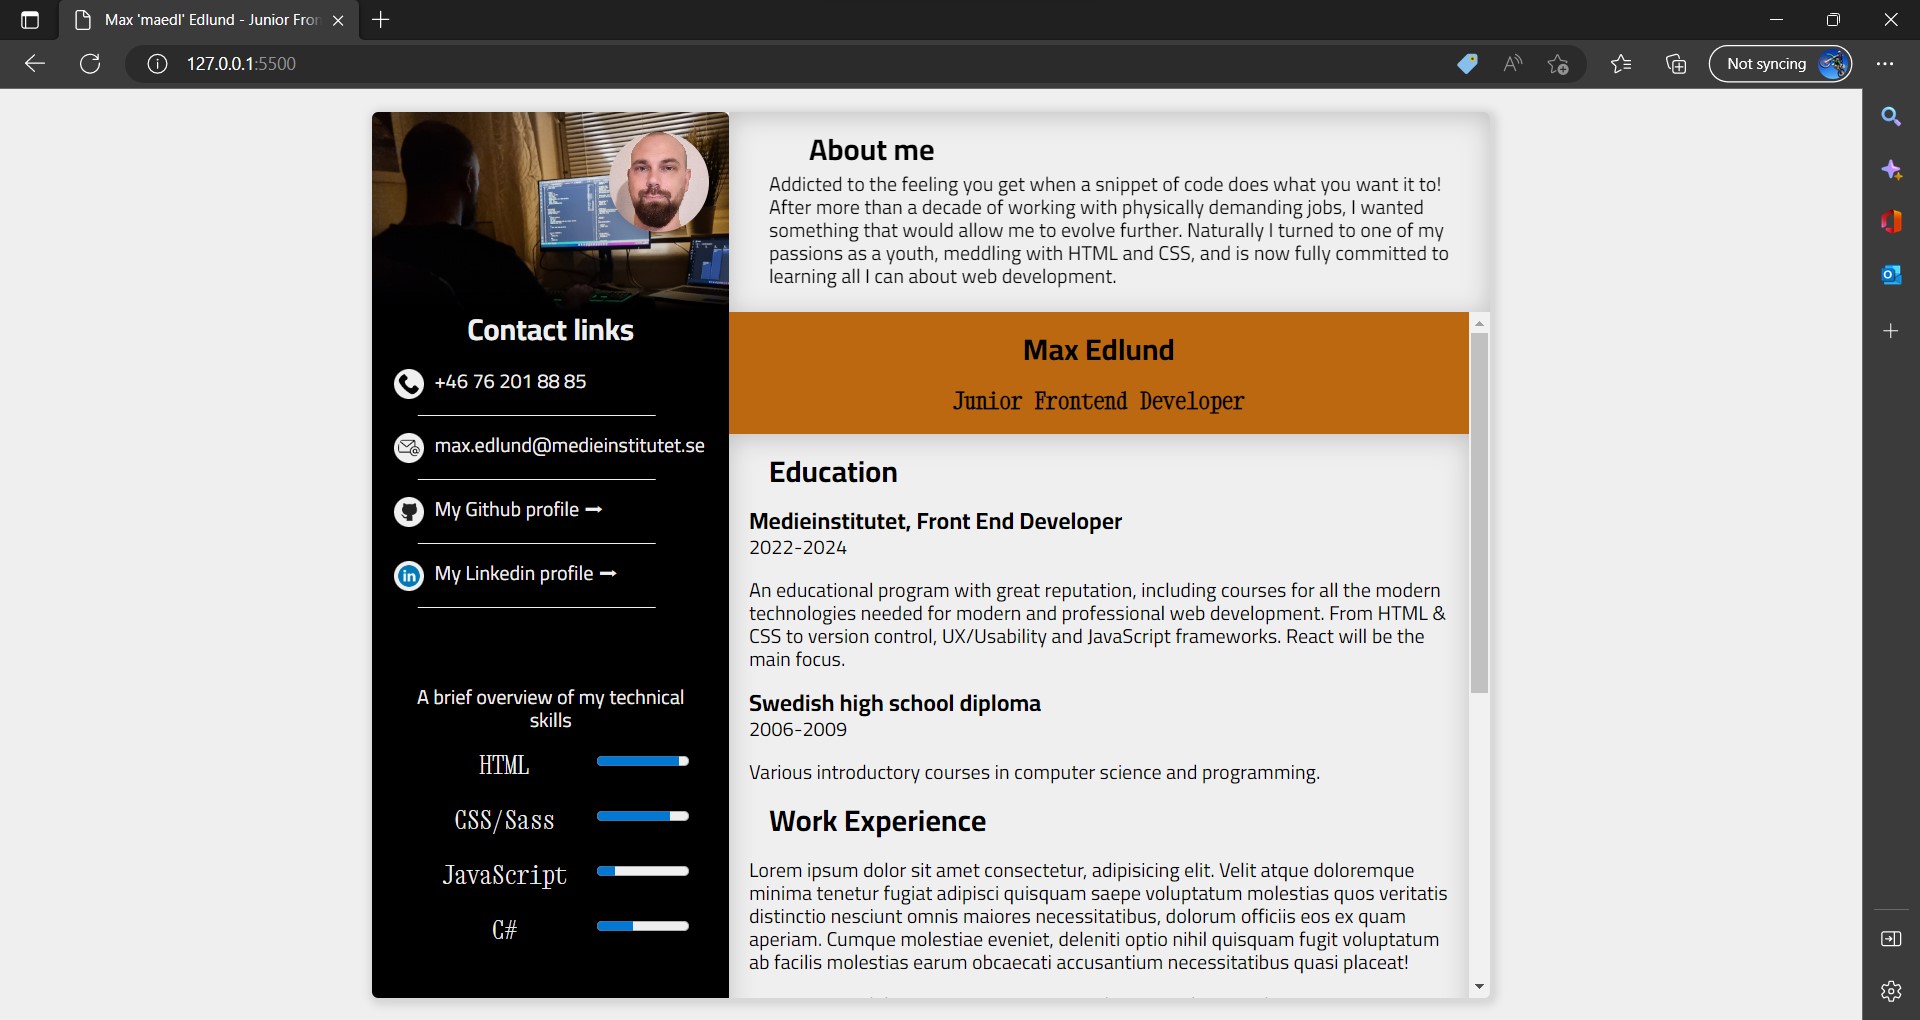 Max 'maedl' Edlund - Junior Fro
127.0.0.1:5500
Not syncing
About me
Addicted to the feeling you get when a snippet of code does what you want it to!
After more than a decade of working with physically demanding jobs, I wanted
something that would allow me to evolve further. Naturally I turned to one of my
passions as a youth, meddling with HTML and CSS, and is now fully committed to
learning all I can about web development.
Contact links
+46 76 201 88 85
max.edlund@medieinstitutet.se
My Github profile ➞
My Linkedin profile ➞
A brief overview of my technical
skills
HTML
CSS/Sass
JavaScript
C#
Max Edlund
Junior Frontend Developer
Education
Medieinstitutet, Front End Developer
2022-2024
An educational program with great reputation, including courses for all the modern
technologies needed for modern and professional web development. From HTML &
CSS to version control, UX/Usability and JavaScript frameworks. React will be the
main focus.
Swedish high school diploma
2006-2009
Various introductory courses in computer science and programming.
Work Experience
Lorem ipsum dolor sit amet consectetur, adipisicing elit. Velit atque doloremque
minima tenetur fugiat adipisci quisquam saepe voluptatum molestias quos veritatis
distinctio nesciunt omnis maiores necessitatibus, dolorum officiis eos ex quam
aperiam. Cumque molestiae eveniet, deleniti optio nihil quisquam fugit voluptatum
ab facilis molestias earum obcaecati accusantium necessitatibus quasi placeat!